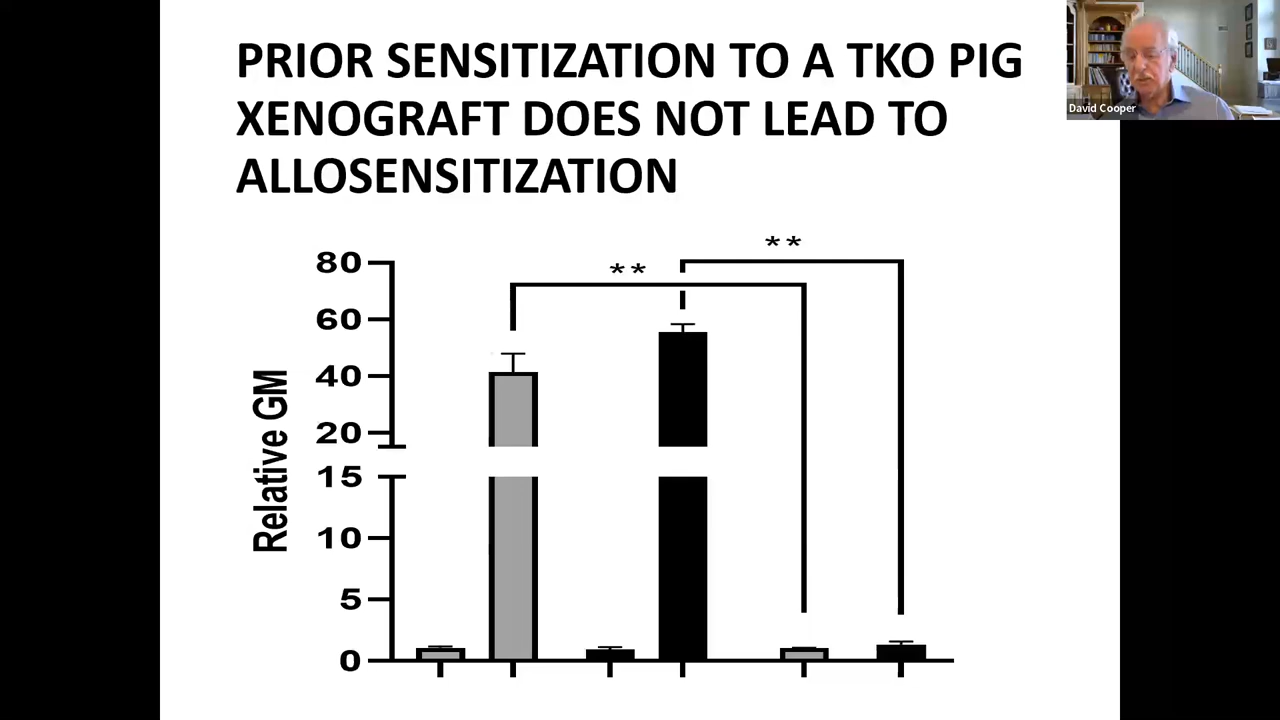 PRIOR SENSITIZATION TO A TKO PIG
XENOGRAFT DOES NOT LEAD TO
ALLOSENSITIZATION
David Cooper
**
**
80
60
40
20
15
10
5
0
Relative GM